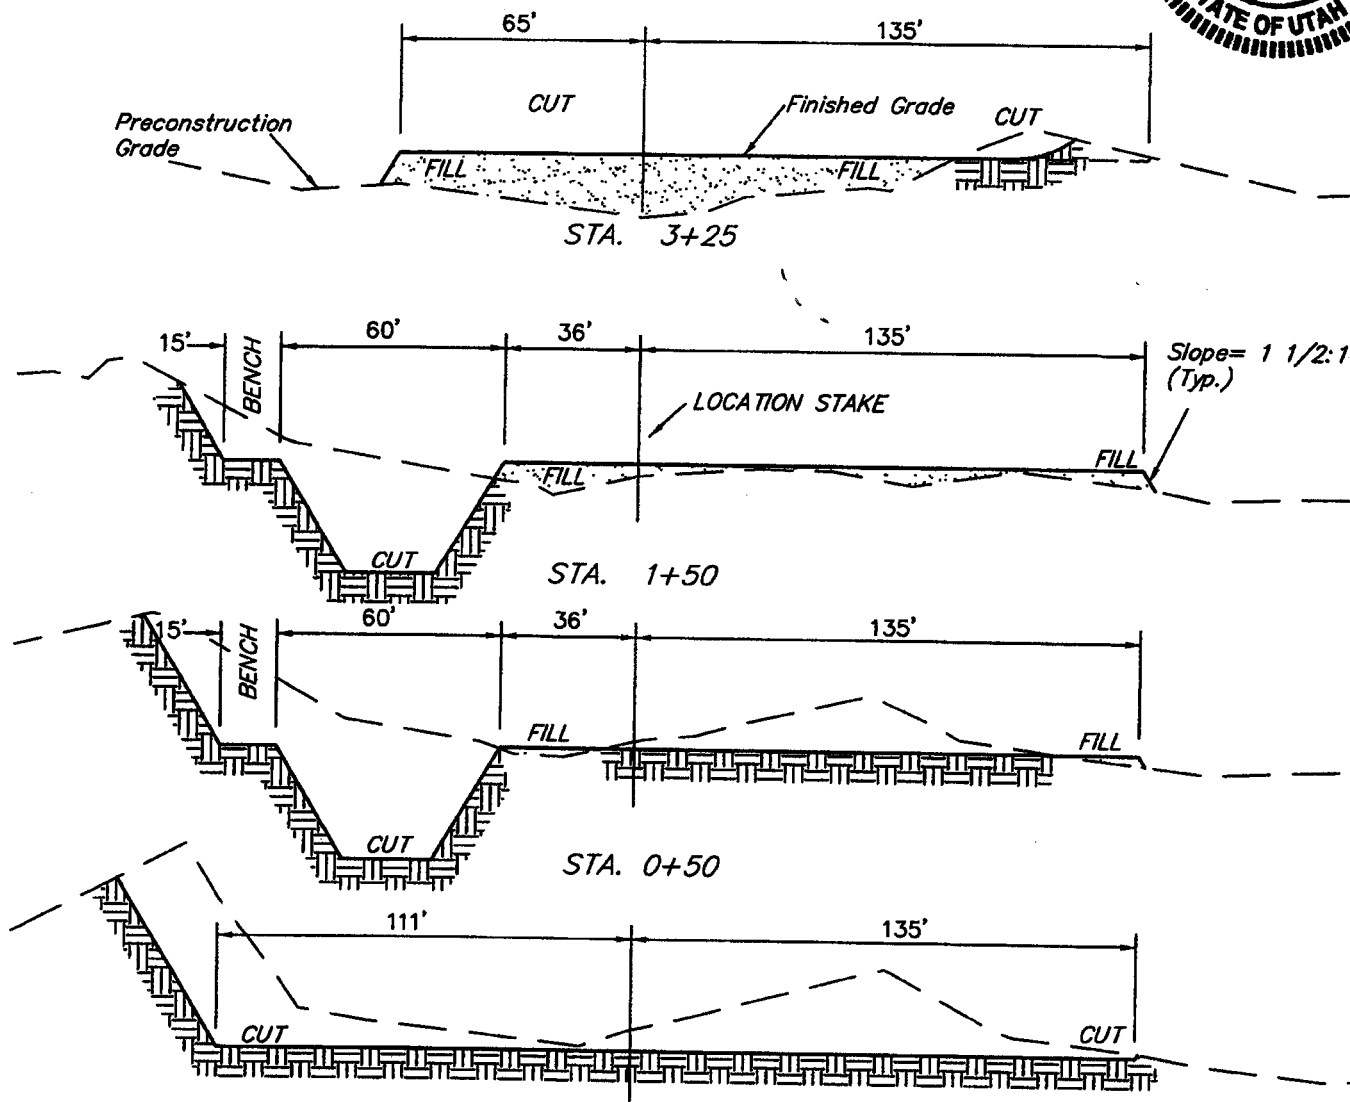 TATE OF UTAH
65'
135'
CUT
Finished Grade
CUT
Preconstruction
Grade
FILL
FILL
STA. 3+25
15'
BENCH
60'
36'
135'
Slope= 1 1/2:1
(Typ.)
LOCATION STAKE
FILL
FILL
CUT
STA. 1+50
15'
BENCH
60'
36'
135'
FILL
FILL
CUT
STA. 0+50
111'
135'
CUT
CUT